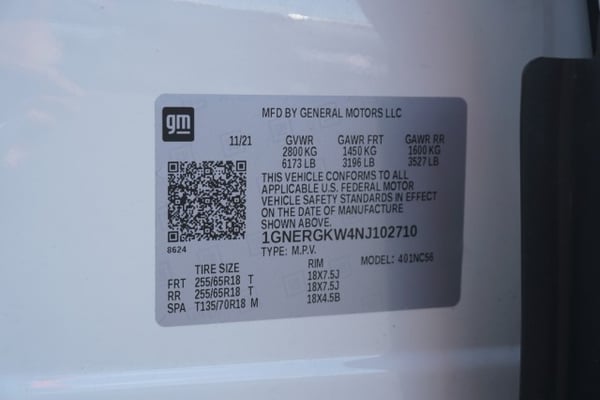 gm
MFD BY GENERAL MOTORS LLC
11/21 GVWR GAWR FRT GAWR RR
2800 KG 1450 KG 1600 KG
6173 LB 3196 LB 3527 LB
THIS VEHICLE CONFORMS TO ALL
APPLICABLE U.S. FEDERAL MOTOR
VEHICLE SAFETY STANDARDS IN EFFECT
ON THE DATE OF MANUFACTURE
SHOWN ABOVE.
8624
1GNERGKW4NJ102710
TYPE: M.P.V. MODEL: 401NC56
TIRE SIZE RIM
FRT 255/65R18 T 18X7.5J
RR 255/65R18 T 18X7.5J
SPA T135/70R18 M 18X4.5B